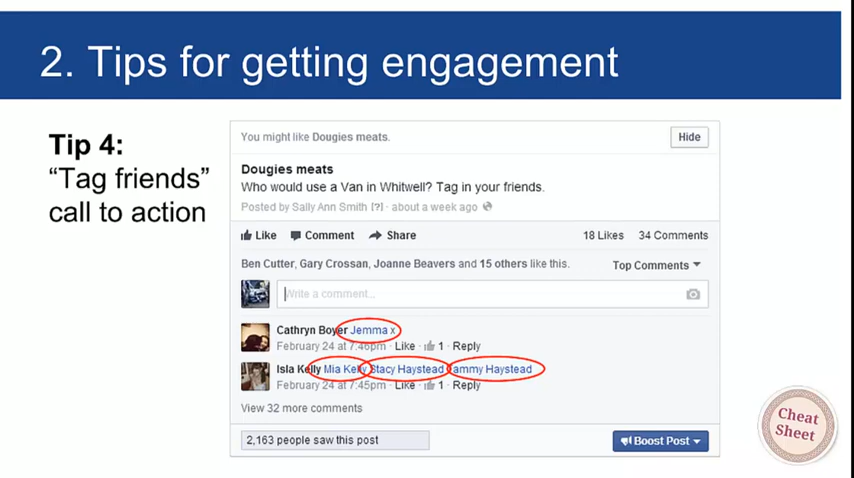 2. Tips for getting engagement
Tip 4:
“Tag friends”
call to action
You might like Dougies meats.
Hide
Dougies meats
Who would use a Van in Whitwell? Tag in your friends.
Posted by Sally Ann Smith [?] · about a week ago
Like Comment Share 18 Likes 34 Comments
Ben Cutter, Gary Crossan, Joanne Beavers and 15 others like this.
Top Comments
Write a comment...
Cathryn Boyer Jemma x
February 24 at 7:46pm · Like · 1 · Reply
Isla Kelly Mia Kelly Stacy Haystead Tammy Haystead
February 24 at 7:45pm · Like · 1 · Reply
View 32 more comments
2,163 people saw this post
Boost Post
Cheat
Sheet